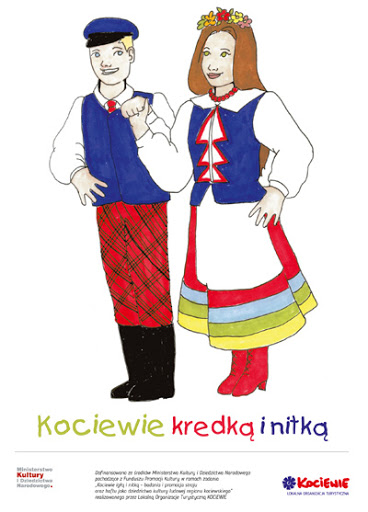 Kociewie kredką i nitką
Ministerstwo
Kultury
i Dziedzictwa
Narodowego.
Dofinansowano ze środków Ministerstwa Kultury i Dziedzictwa Narodowego
pochodzące z Funduszu Promocji Kultury w ramach zadania
"Kociewie igłą i nitką - badania i promocja stroju
oraz haftu jako dziedzictwa kultury ludowej regionu kociewskiego"
realizowanego przez Lokalną Organizację Turystyczną KOCIEWIE
KOCIEWIE
LOKALNA ORGANIZACJA TURYSTYCZNA